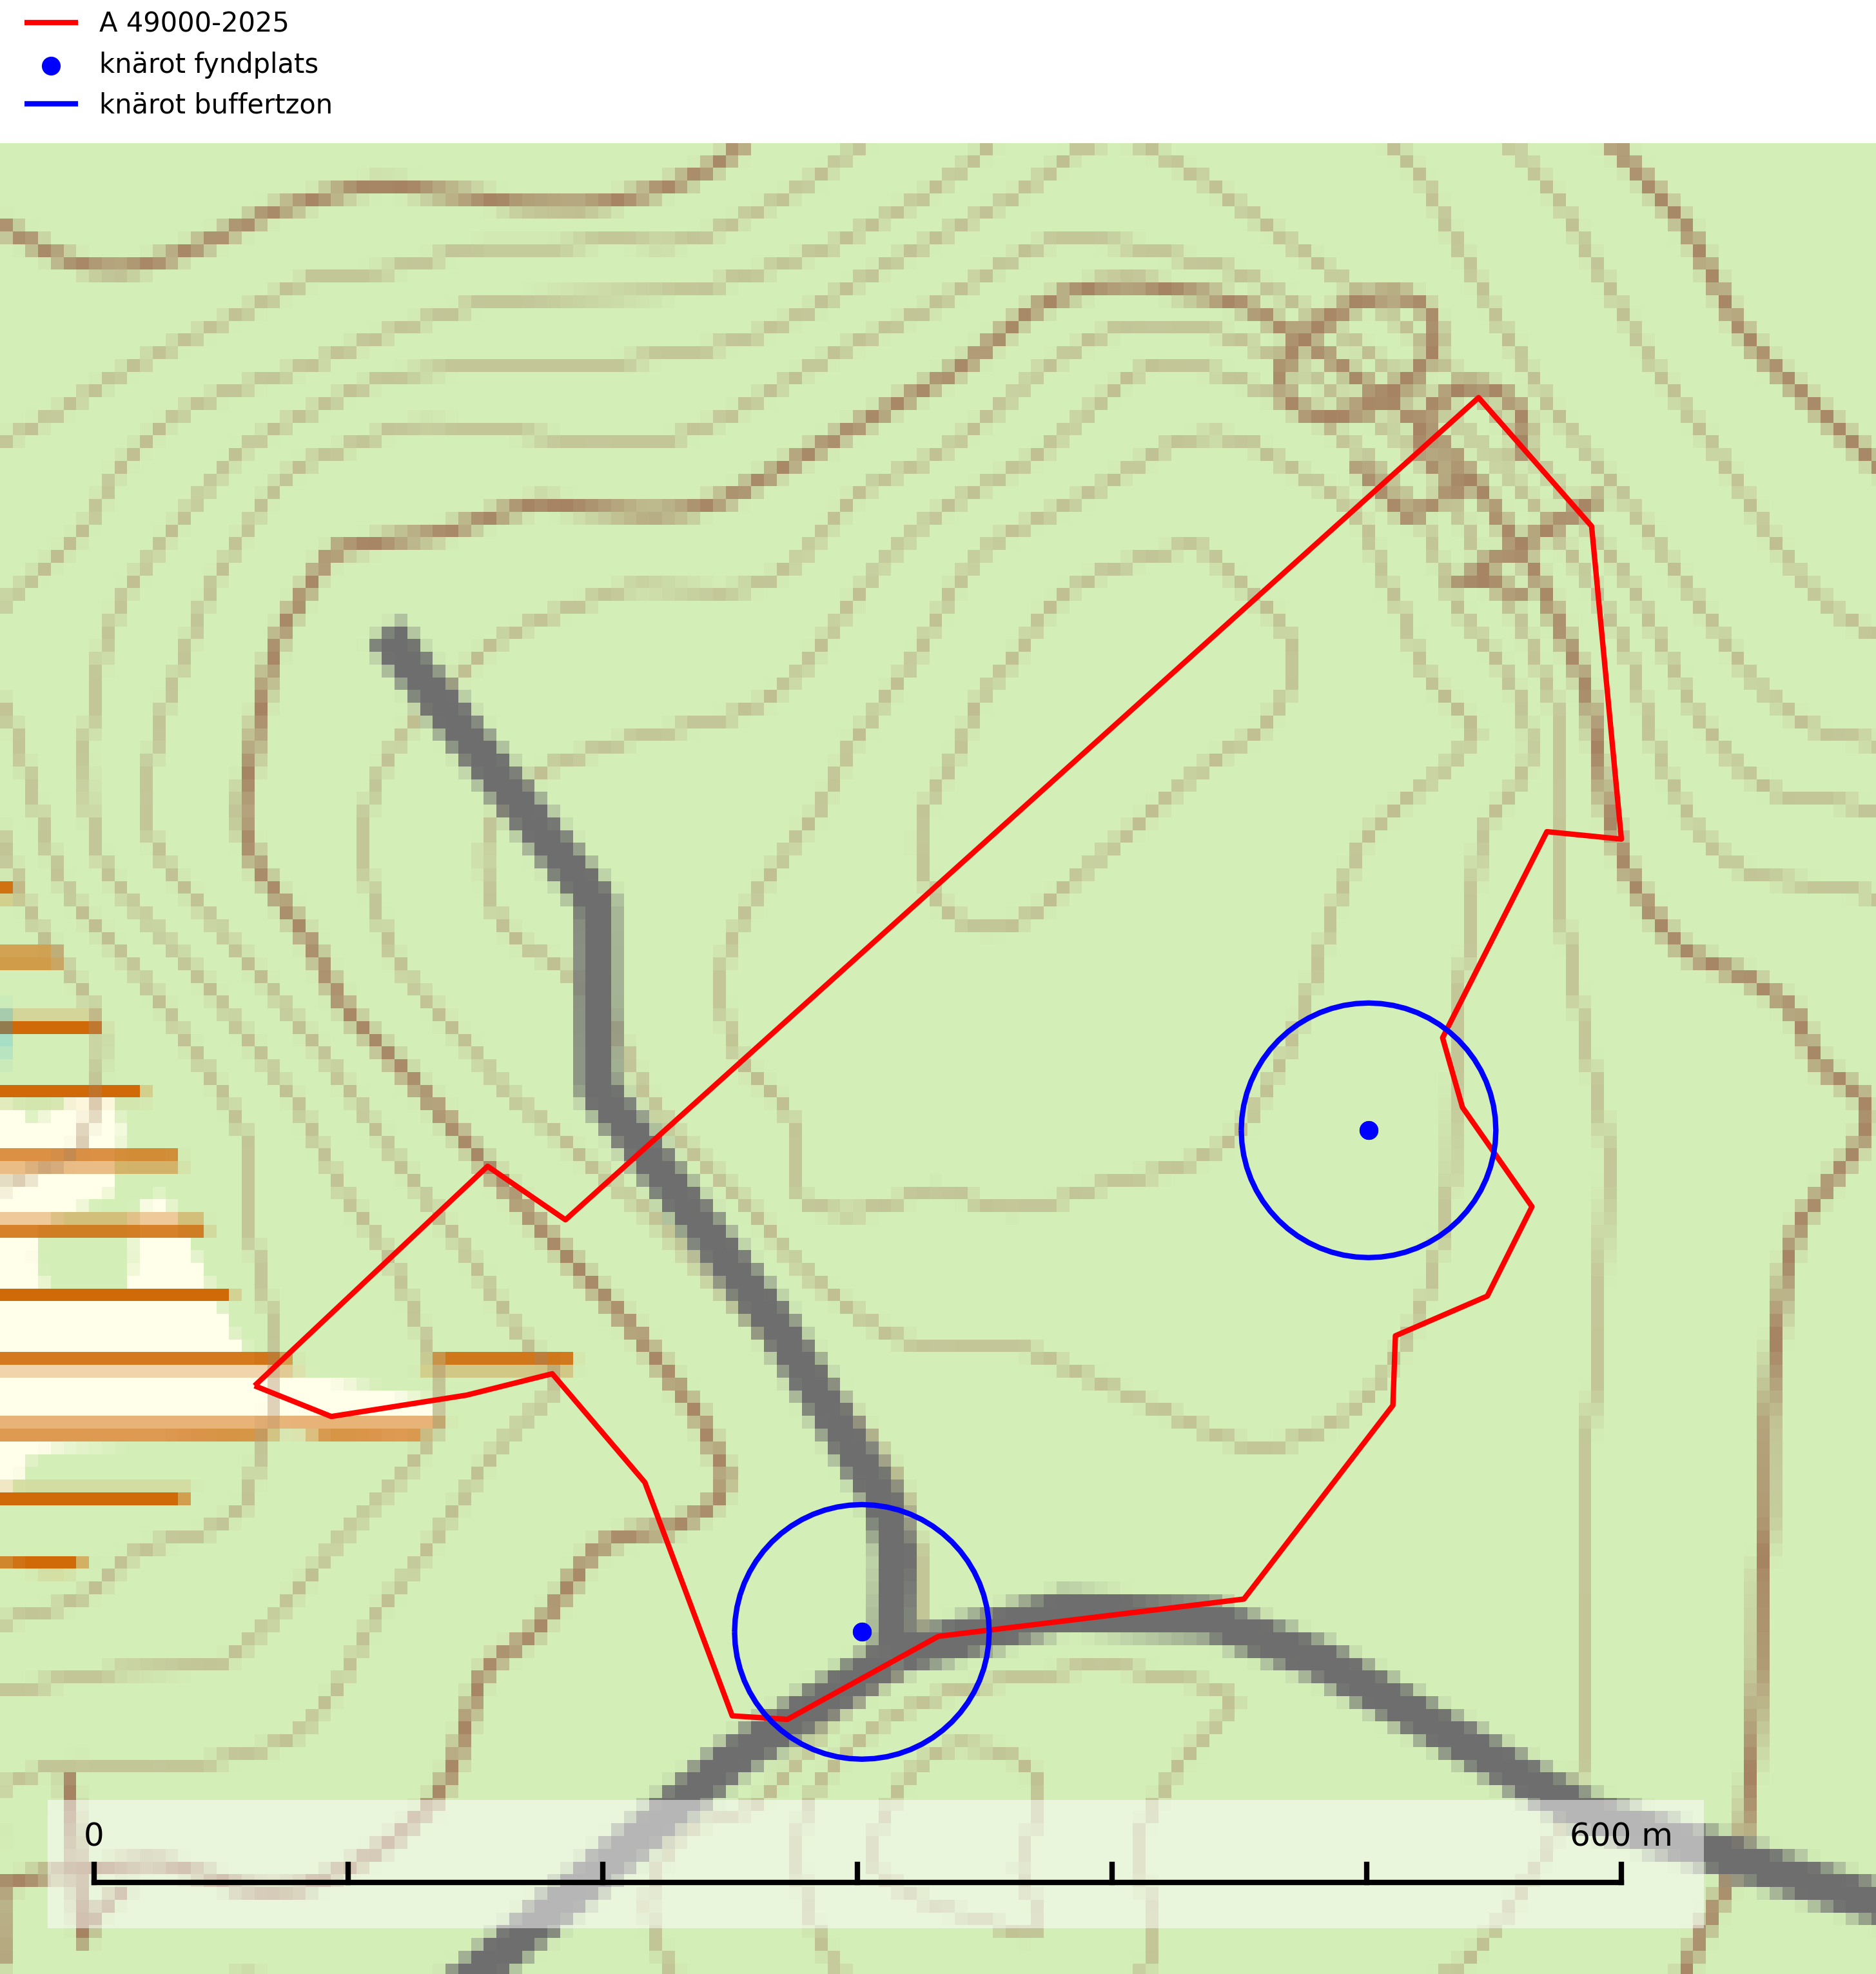 A 49000-2025
knärot fyndplats
knärot buffertzon
0
600 m